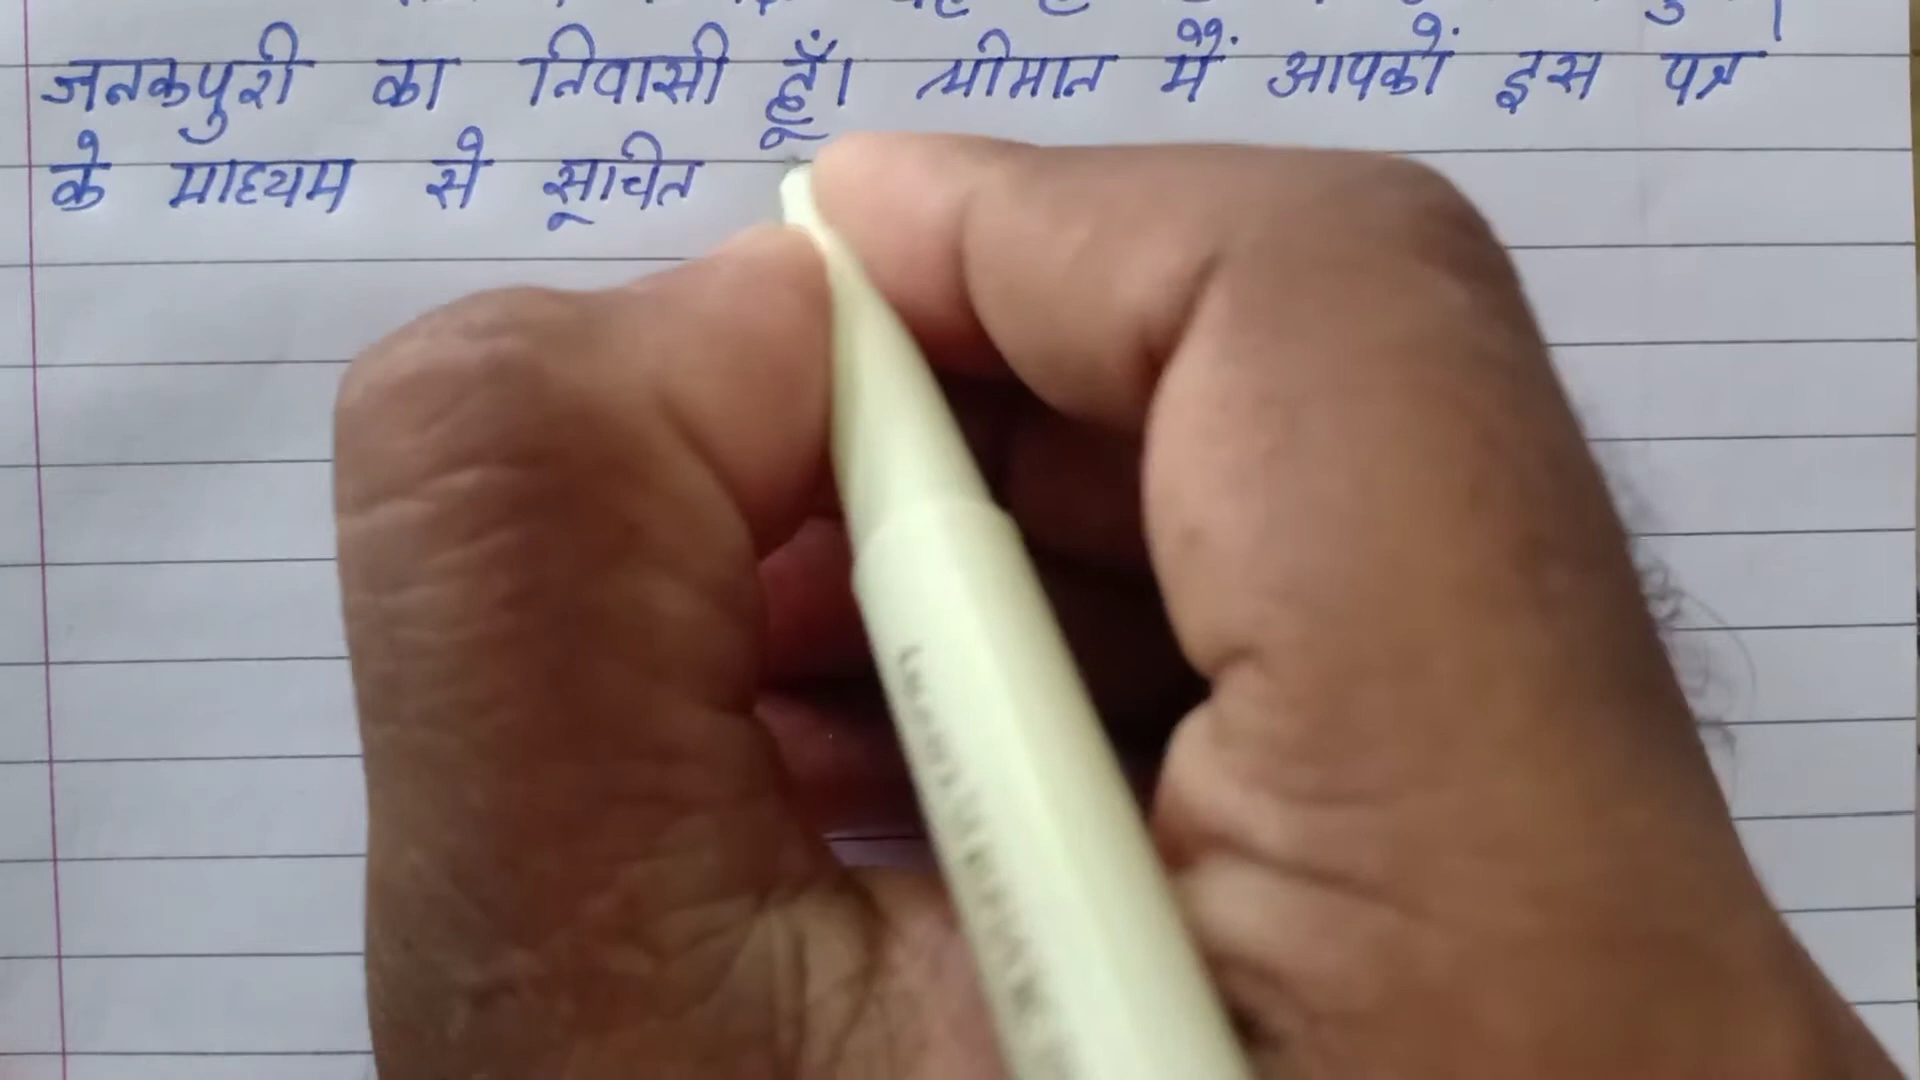 जनकपुरी का निवासी हूँ। श्रीमान मैं आपकों इस पत्र
के माध्यम से सूचित